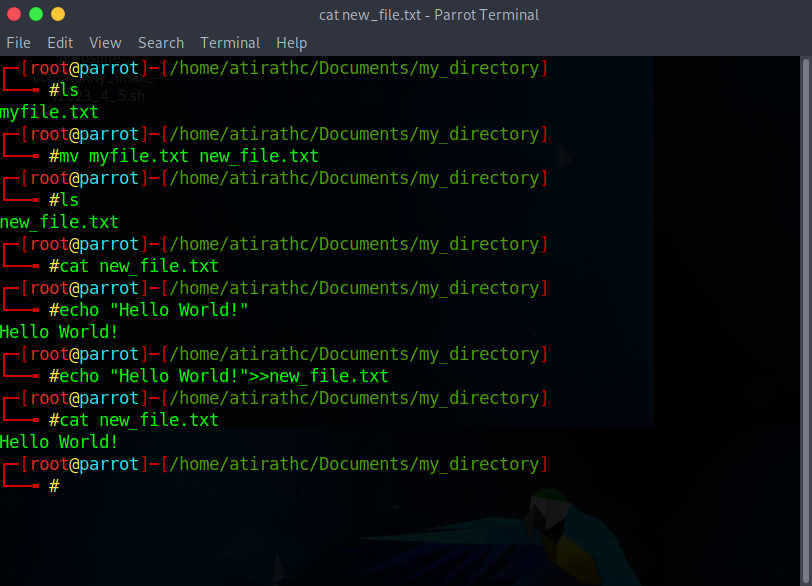 cat new_file.txt - Parrot Terminal
File Edit View Search Terminal Help
┌─[root@parrot]─[/home/atirathc/Documents/my_directory]
└──╼ #ls
myfile.txt
┌─[root@parrot]─[/home/atirathc/Documents/my_directory]
└──╼ #mv myfile.txt new_file.txt
┌─[root@parrot]─[/home/atirathc/Documents/my_directory]
└──╼ #ls
new_file.txt
┌─[root@parrot]─[/home/atirathc/Documents/my_directory]
└──╼ #cat new_file.txt
┌─[root@parrot]─[/home/atirathc/Documents/my_directory]
└──╼ #echo "Hello World!"
Hello World!
┌─[root@parrot]─[/home/atirathc/Documents/my_directory]
└──╼ #echo "Hello World!">>new_file.txt
┌─[root@parrot]─[/home/atirathc/Documents/my_directory]
└──╼ #cat new_file.txt
Hello World!
┌─[root@parrot]─[/home/atirathc/Documents/my_directory]
└──╼ #